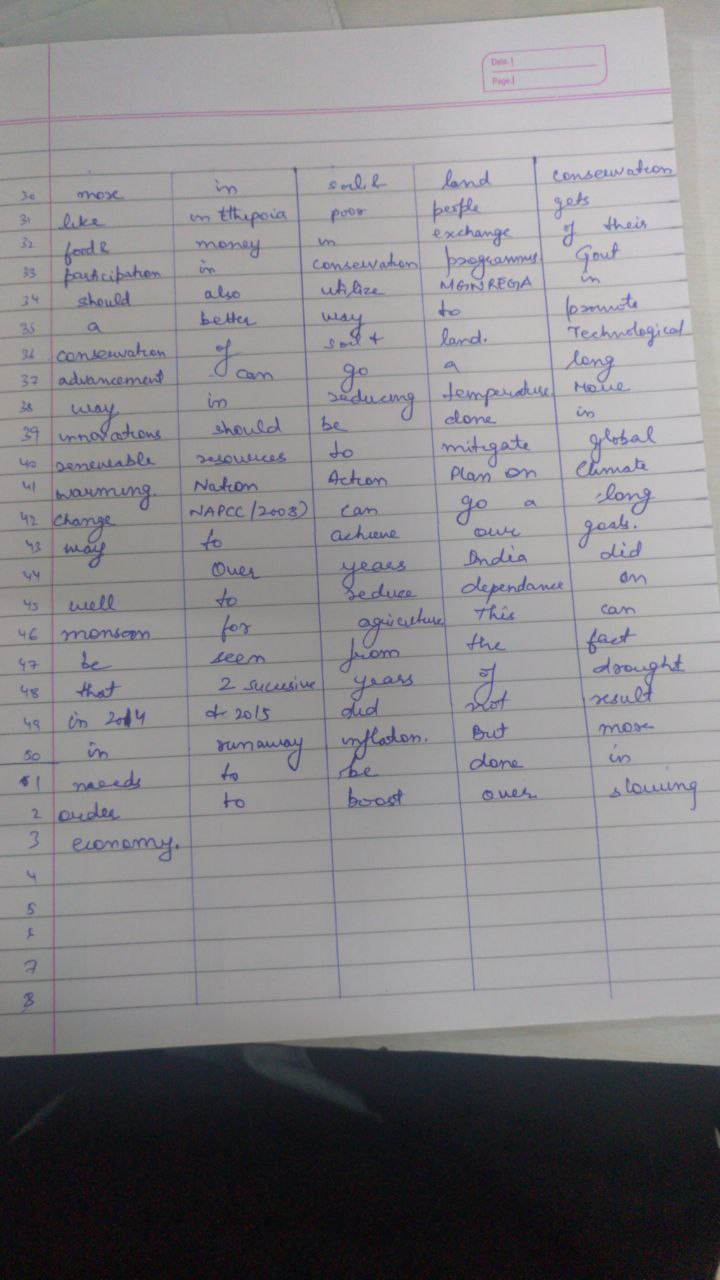 Date.|
Page.|
30 more in soil & land conservation
31 like in Ethepoia poor people gets
32 food & money in exchange of their
33 participation in conservation programms. Govt
34 should also utilize MGNREGA in
35 a better way to promote
36 conservation of soil & land. Technological
37 advancement can go a long
38 way in reducing temperature. More
39 innovations should be done in
40 renewable resources to mitigate global
41 warming. Nation Action Plan on Climate
42 Change NAPCC (2008) can go a long
43 way to achieve our goals.
44 Over years India did
45 well to reduce dependance on
46 monsoon for agriculture This can
47 be seen from the fact
48 that 2 sucusive years of drought
49 in 2014 & 2015 did not result
50 in runaway inflation. But more
51 needs to be done in
2 order to boost over slowing
3 economy.
4
5
6
7
8